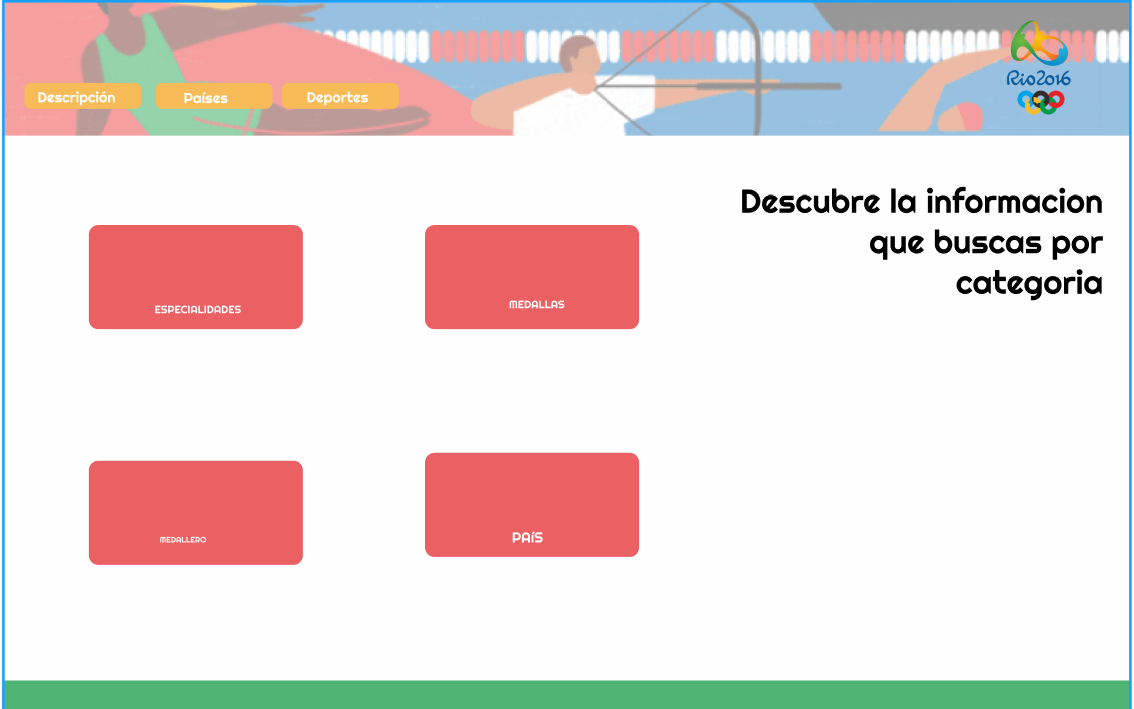 Descripción
Países
Deportes
Rio2016
Descubre la informacion
que buscas por
categoria
ESPECIALIDADES
MEDALLAS
MEDALLERO
PAíS